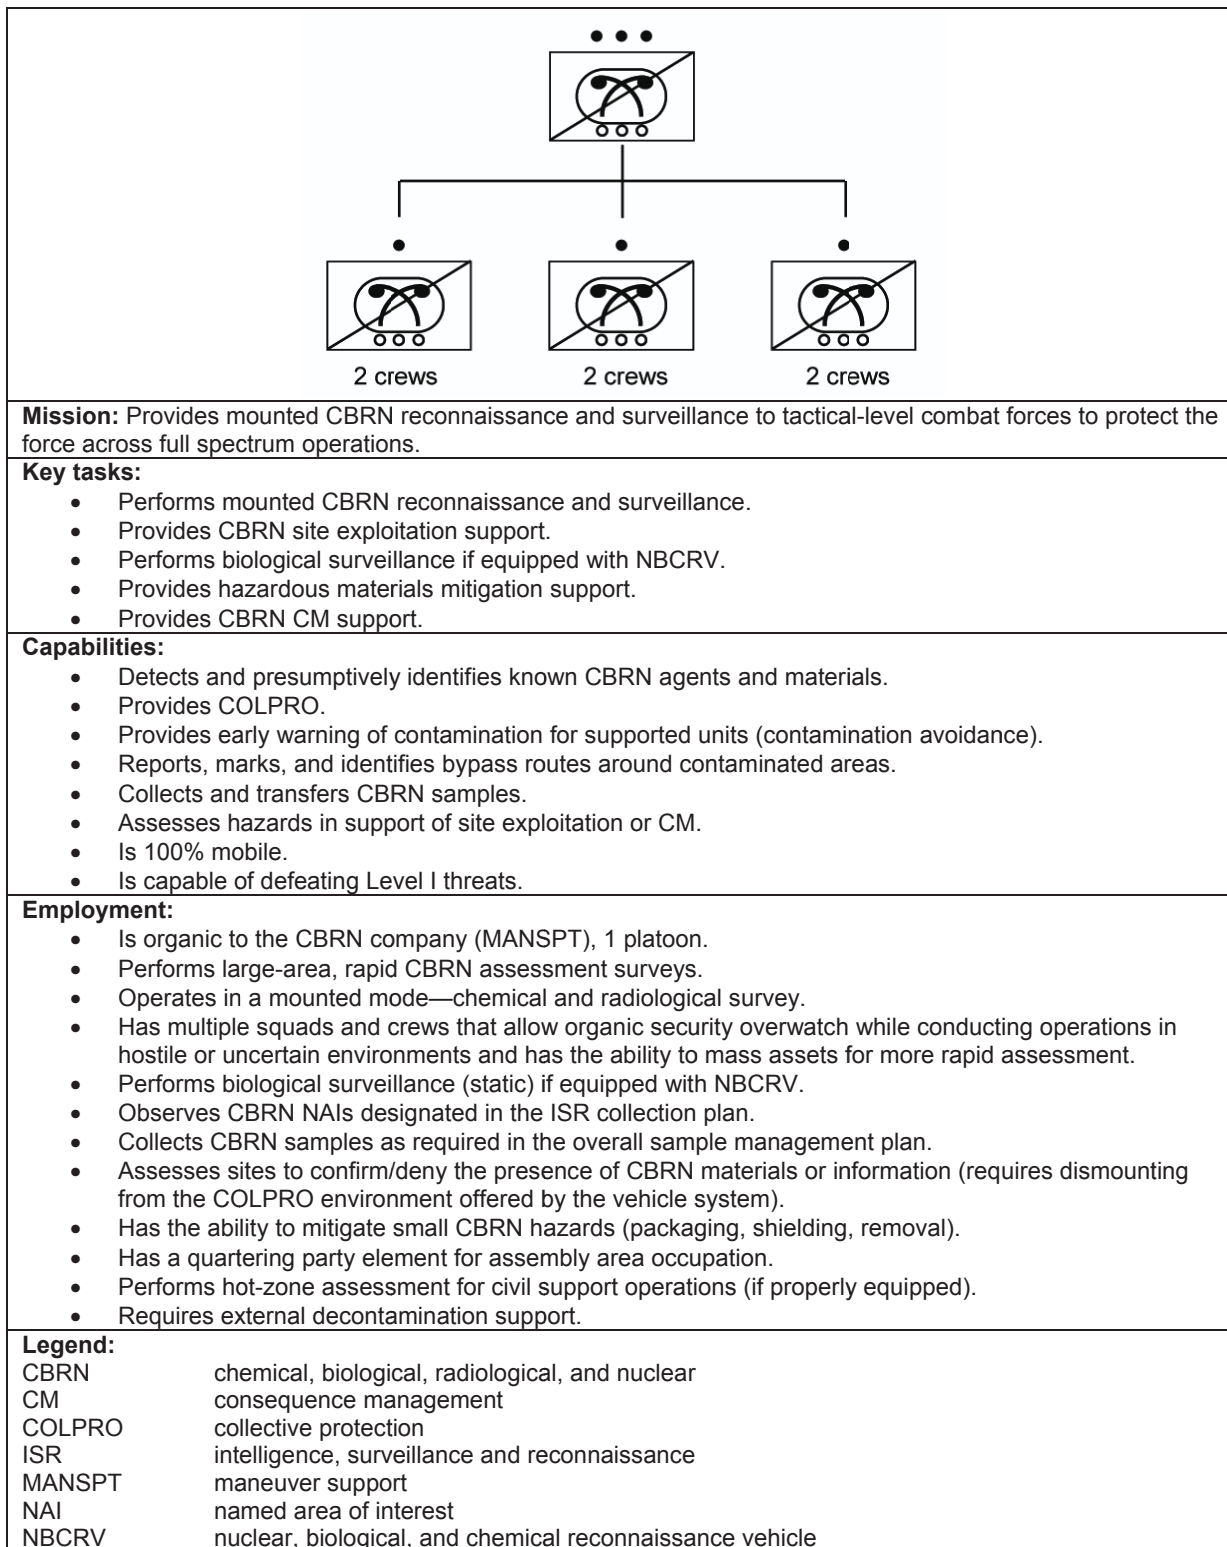 2 crews 2 crews 2 crews
Mission: Provides mounted CBRN reconnaissance and surveillance to tactical-level combat forces to protect the
force across full spectrum operations.
Key tasks:
• Performs mounted CBRN reconnaissance and surveillance.
• Provides CBRN site exploitation support.
• Performs biological surveillance if equipped with NBCRV.
• Provides hazardous materials mitigation support.
• Provides CBRN CM support.
Capabilities:
• Detects and presumptively identifies known CBRN agents and materials.
• Provides COLPRO.
• Provides early warning of contamination for supported units (contamination avoidance).
• Reports, marks, and identifies bypass routes around contaminated areas.
• Collects and transfers CBRN samples.
• Assesses hazards in support of site exploitation or CM.
• Is 100% mobile.
• Is capable of defeating Level I threats.
Employment:
• Is organic to the CBRN company (MANSPT), 1 platoon.
• Performs large-area, rapid CBRN assessment surveys.
• Operates in a mounted mode—chemical and radiological survey.
• Has multiple squads and crews that allow organic security overwatch while conducting operations in
hostile or uncertain environments and has the ability to mass assets for more rapid assessment.
• Performs biological surveillance (static) if equipped with NBCRV.
• Observes CBRN NAIs designated in the ISR collection plan.
• Collects CBRN samples as required in the overall sample management plan.
• Assesses sites to confirm/deny the presence of CBRN materials or information (requires dismounting
from the COLPRO environment offered by the vehicle system).
• Has the ability to mitigate small CBRN hazards (packaging, shielding, removal).
• Has a quartering party element for assembly area occupation.
• Performs hot-zone assessment for civil support operations (if properly equipped).
• Requires external decontamination support.
Legend:
CBRN chemical, biological, radiological, and nuclear
CM consequence management
COLPRO collective protection
ISR intelligence, surveillance and reconnaissance
MANSPT maneuver support
NAI named area of interest
NBCRV nuclear, biological, and chemical reconnaissance vehicle